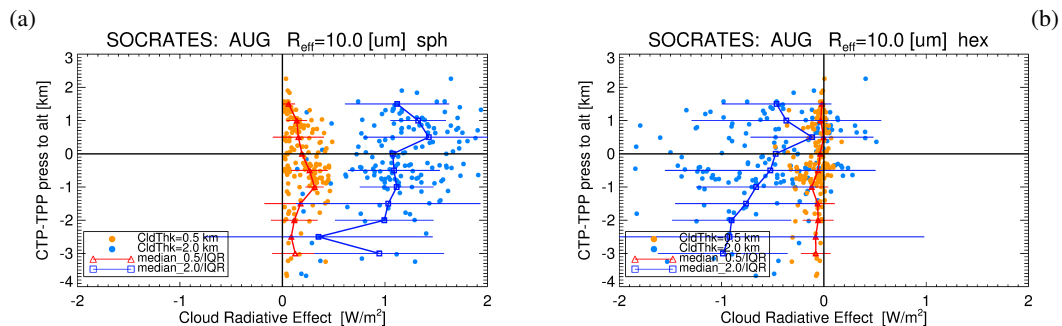 (a)
SOCRATES: AUG Reff=10.0 [um] sph
CTP-TPP press to alt [km]
3
2
1
0
-1
-2
-3
-4
CldThk=0.5 km
CldThk=2.0 km
median_0.5/IQR
median_2.0/IQR
-2 -1 0 1 2
Cloud Radiative Effect [W/m2]
(b)
SOCRATES: AUG Reff=10.0 [um] hex
CTP-TPP press to alt [km]
3
2
1
0
-1
-2
-3
-4
CldThk=0.5 km
CldThk=2.0 km
median_0.5/IQR
median_2.0/IQR
-2 -1 0 1 2
Cloud Radiative Effect [W/m2]